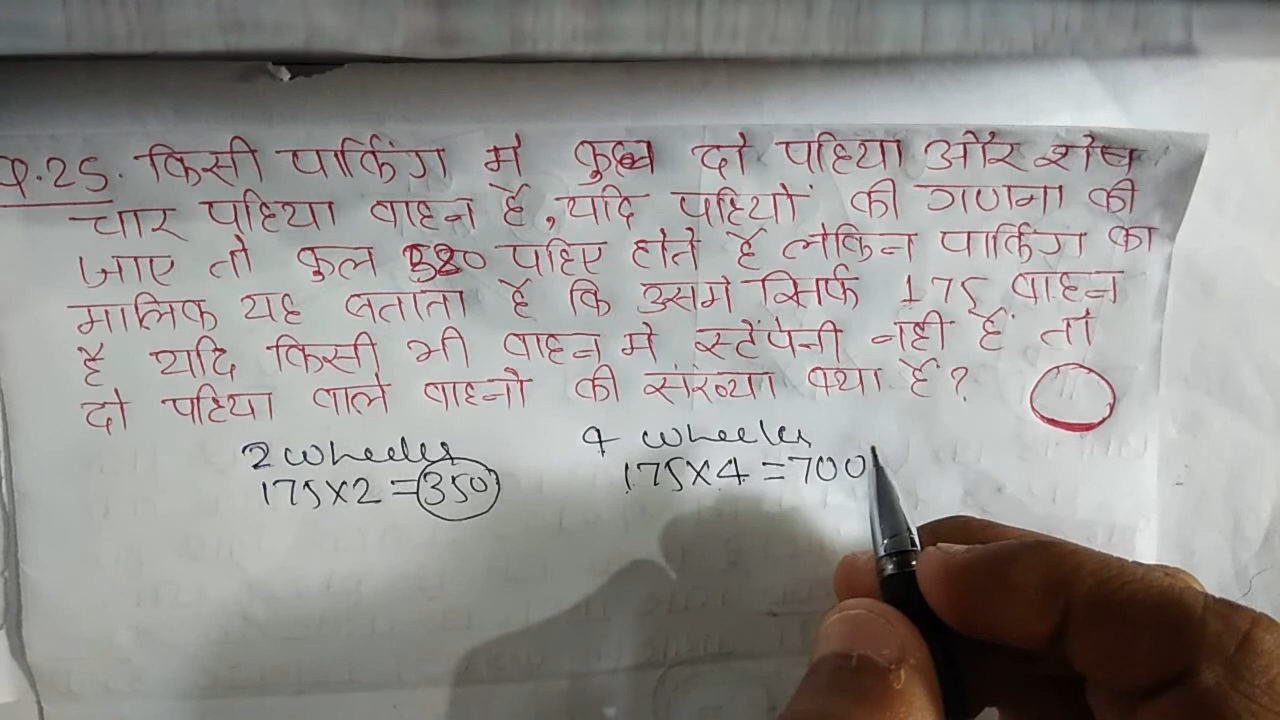 Q.25. किसी पार्किंग मे कुछ दो पहिया और शेष
चार पहिया वाहन है, यदि पहियों की गणना की
जाए तो कुल पहिए होते है लेकिन पार्किंग का
मालिक यह बताता है कि उसमे सिर्फ 175 वाहन
है यदि किसी भी वाहन मे स्टेपेनी नही है तो
दो पहिया वाले वाहनो की संख्या क्या है?
2 wheeler
4 wheeler
175×2 = 350
175×4 = 700